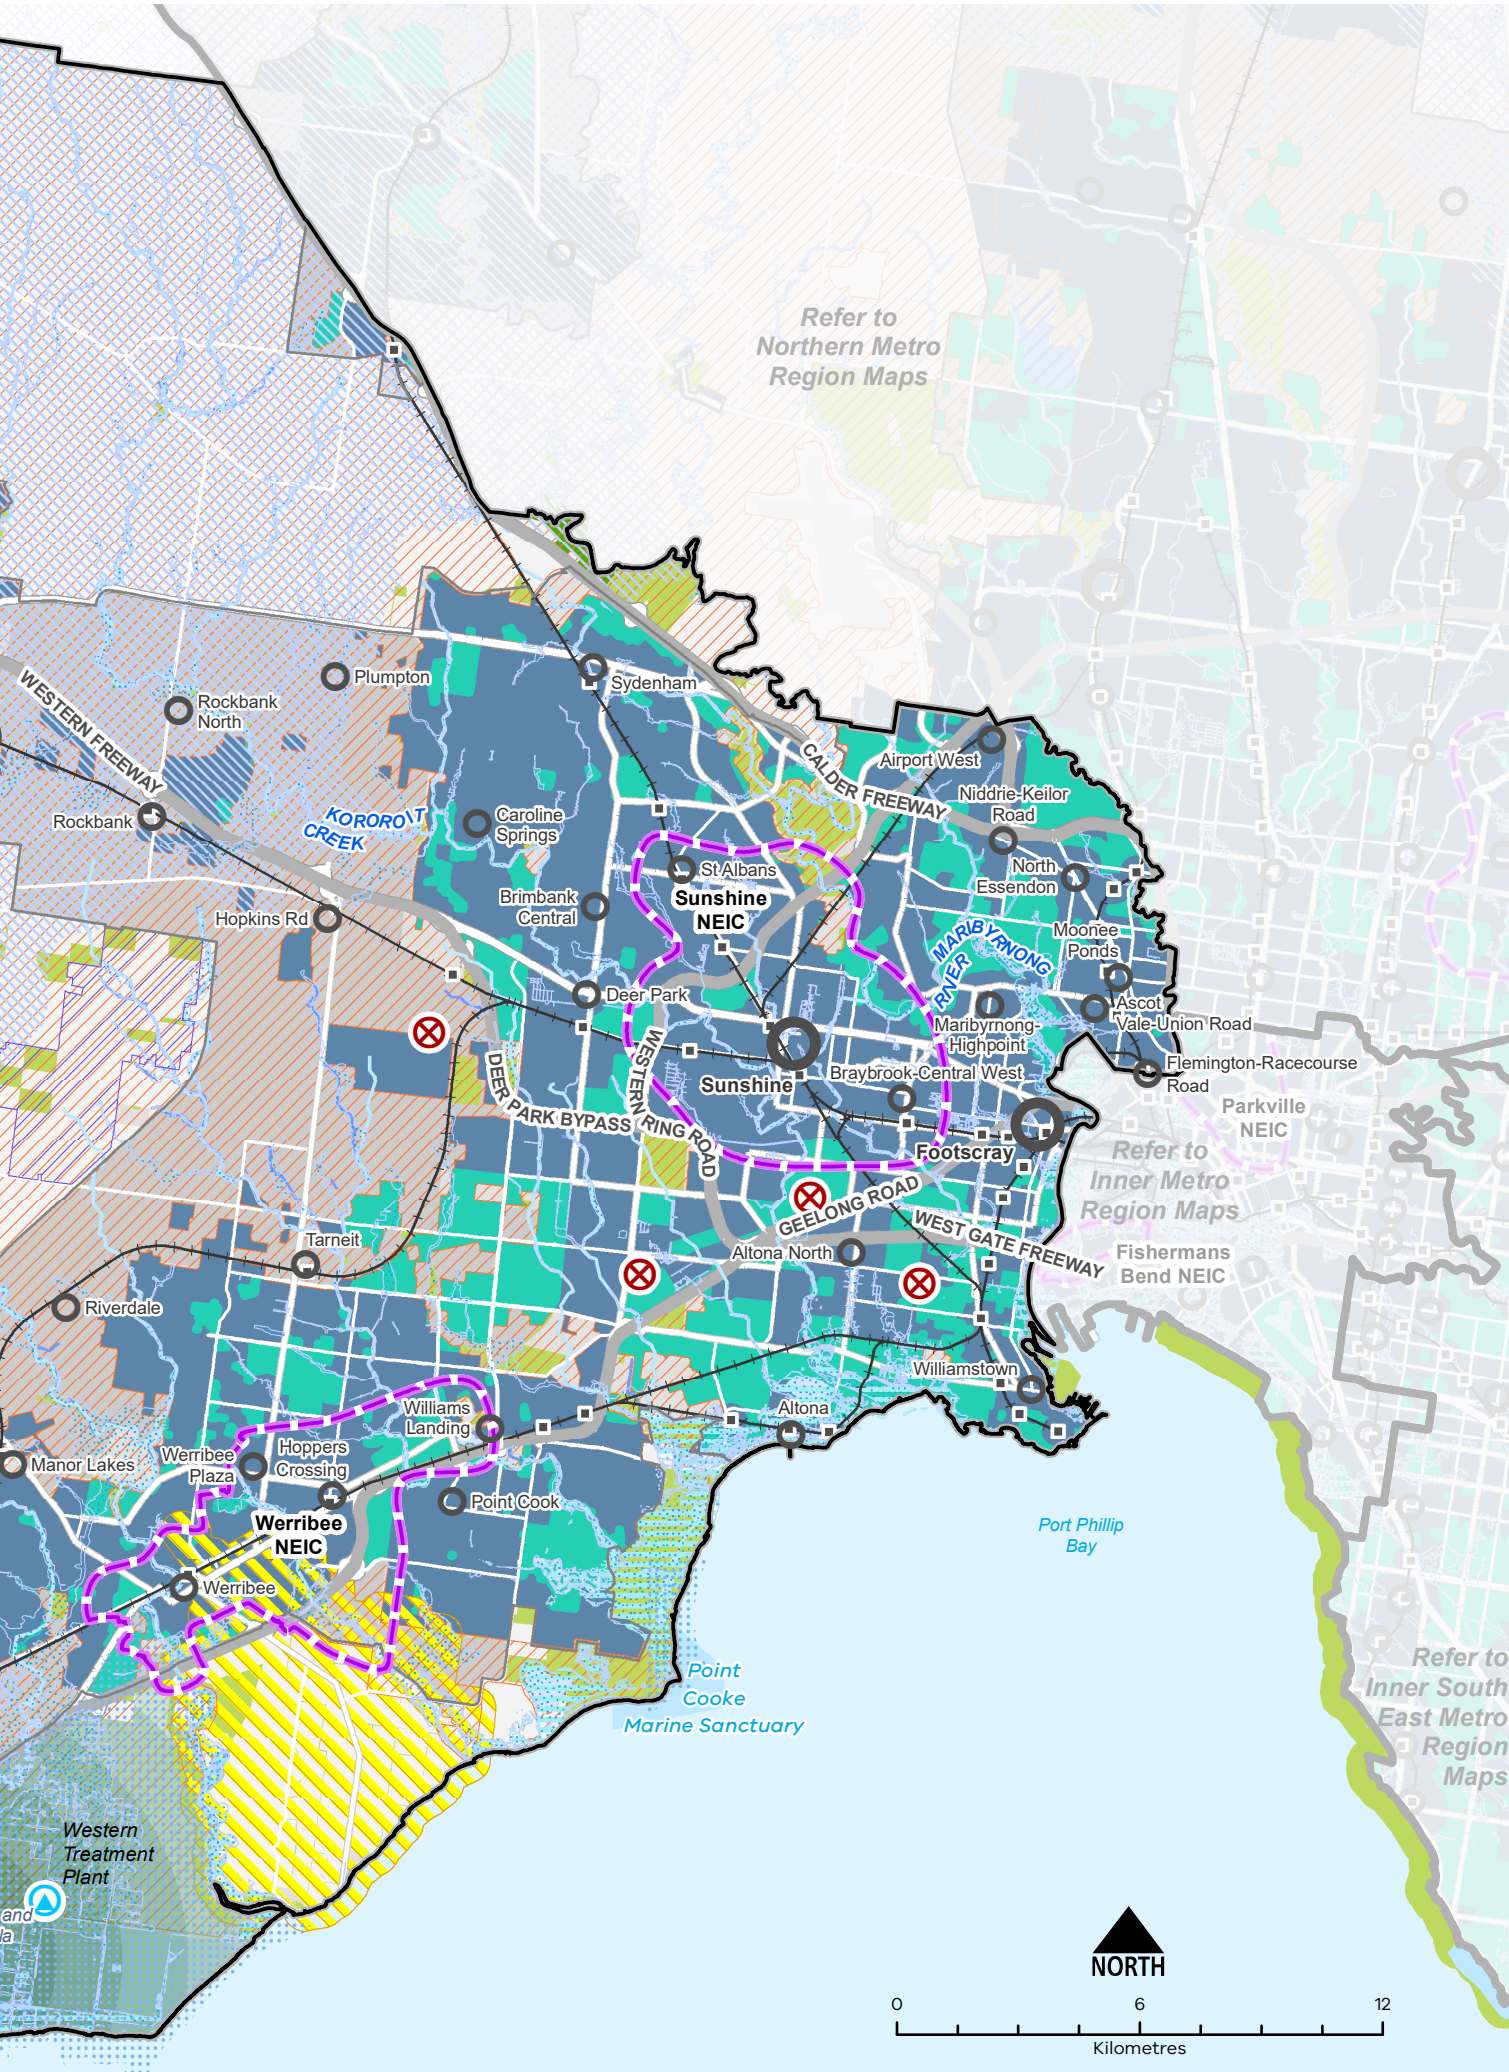 Refer to
Northern Metro
Region Maps
Plumpton
Sydenham
Rockbank
North
WESTERN FREEWAY
CALDER FREEWAY
Airport West
Niddrie-Keilor
Road
KOROROIT
CREEK
Caroline
Springs
Rockbank
St Albans
North
Essendon
Sunshine
NEIC
Brimbank
Central
Hopkins Rd
MARIBYRNONG
RIVER
Moonee
Ponds
Deer Park
Ascot
Vale-Union Road
Maribyrnong-
Highpoint
WESTERN RING ROAD
DEER PARK BYPASS
Sunshine
Braybrook-Central West
Flemington-Racecourse
Road
Parkville
NEIC
Footscray
Refer to
Inner Metro
Region Maps
GEELONG ROAD
WEST GATE FREEWAY
Tarneit
Altona North
Fishermans
Bend NEIC
Riverdale
Williamstown
Williams
Landing
Altona
Werribee
Plaza
Hoppers
Crossing
Manor Lakes
Point Cook
Werribee
NEIC
Port Phillip
Bay
Werribee
Point
Cooke
Marine Sanctuary
Refer to
Inner South
East Metro
Region
Maps
Western
Treatment
Plant
and
la
NORTH
0 6 12
Kilometres